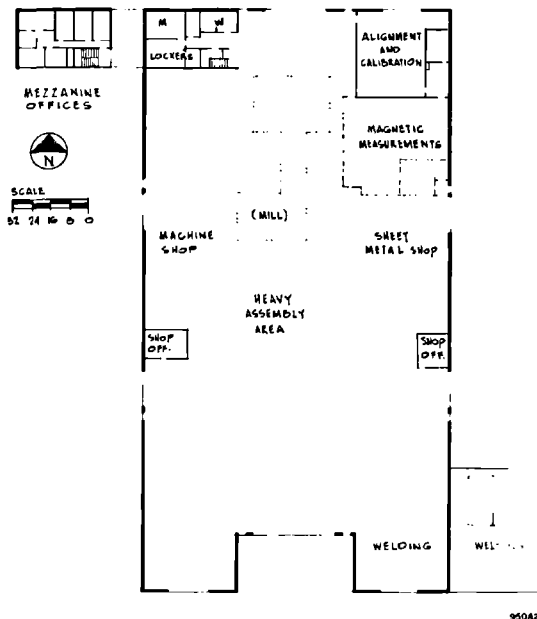 M
W
LOCKERS
ALIGNMENT
AND
CALIBRATION
MEZZANINE
OFFICES
MAGNETIC
MEASUREMENTS
N
SCALE
32 24 16 8 0
(MILL)
MACHINE
SHOP
SHEET
METAL SHOP
HEAVY
ASSEMBLY
AREA
SHOP
OFF.
SHOP
OFF.
WELDING
950A2